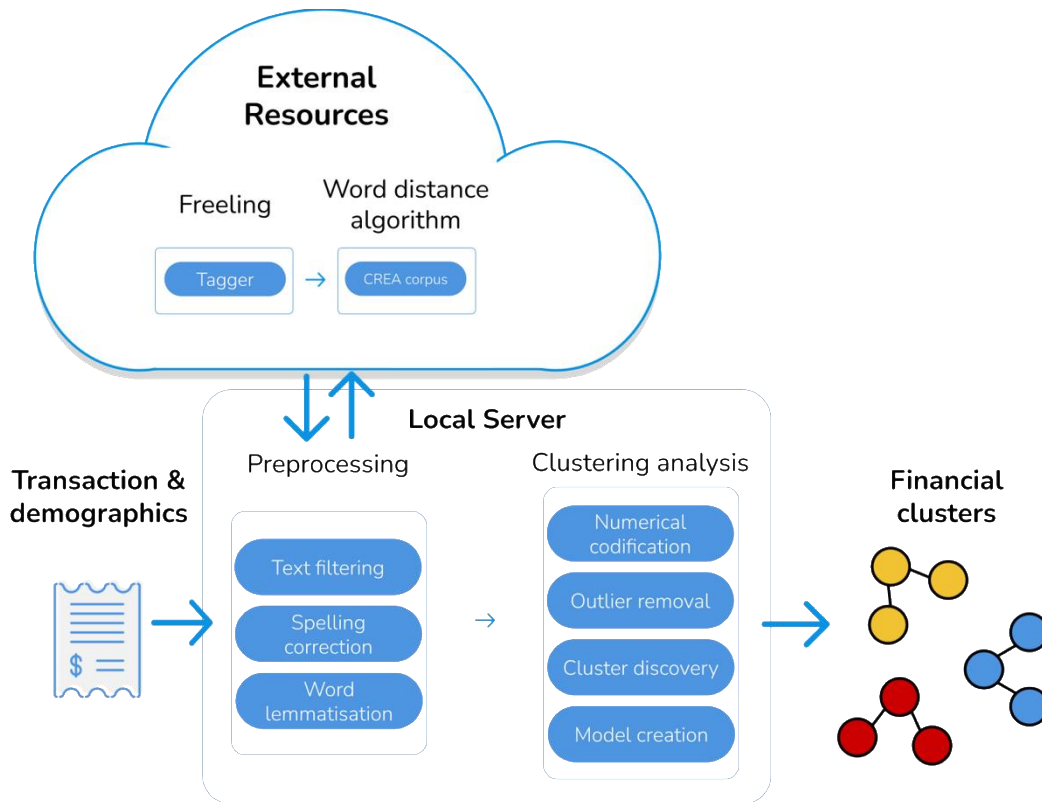 External
Resources
Freeling
Word distance
algorithm
Tagger
CREA corpus
Local Server
Preprocessing
Clustering analysis
Transaction &
demographics
Text filtering
Spelling
correction
Word
lemmatisation
Numerical
codification
Outlier removal
Cluster discovery
Model creation
Financial
clusters
$